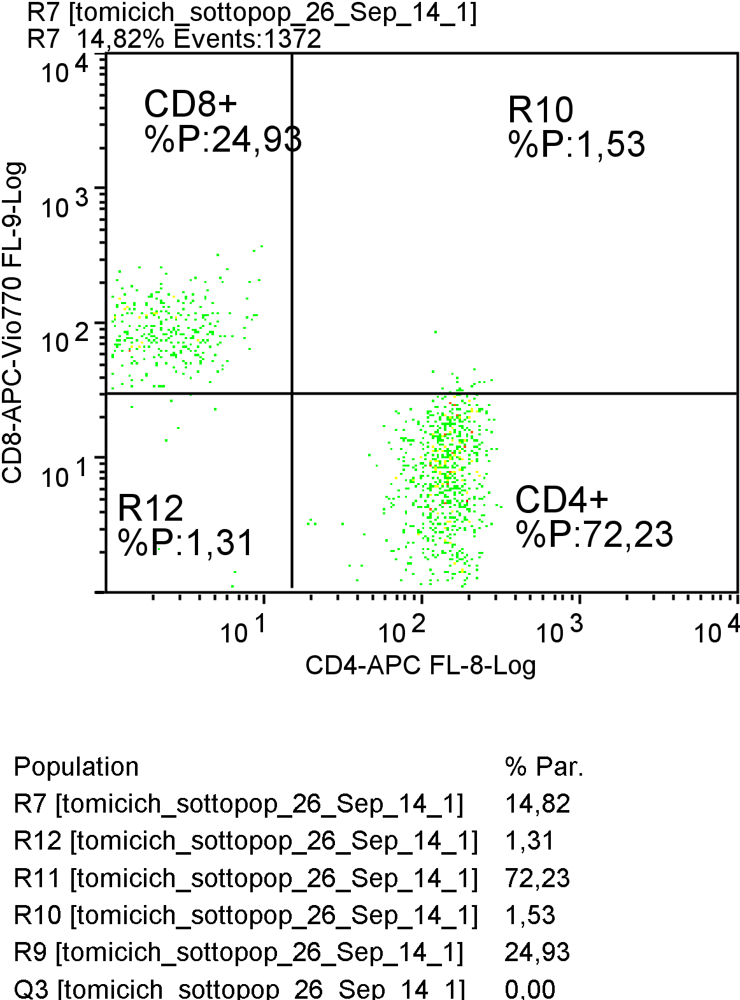 R7 [tomicich_sottopop_26_Sep_14_1]
R7 14,82% Events:1372
10 4
CD8+
%P:24,93
R10
%P:1,53
10 3
10 2
10 1
CD8-APC-Vio770 FL-9-Log
R12
%P:1,31
CD4+
%P:72,23
10 1
10 2
10 3
10 4
CD4-APC FL-8-Log
Population % Par.
R7 [tomicich_sottopop_26_Sep_14_1] 14,82
R12 [tomicich_sottopop_26_Sep_14_1] 1,31
R11 [tomicich_sottopop_26_Sep_14_1] 72,23
R10 [tomicich_sottopop_26_Sep_14_1] 1,53
R9 [tomicich_sottopop_26_Sep_14_1] 24,93
Q3 [tomicich_sottopop_26_Sep_14_1] 0,00